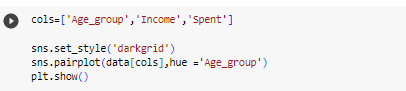 cols=['Age_group','Income','Spent']
sns.set_style('darkgrid')
sns.pairplot(data[cols],hue ='Age_group')
plt.show()